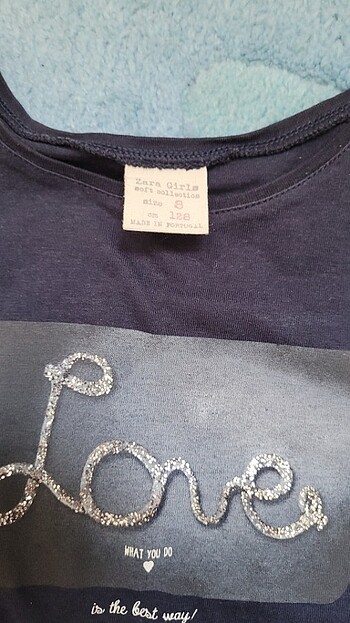 Zara Girls
soft collection
size 8
cm 128
MADE IN PORTUGAL
Love
WHAT YOU DO
is the best way!